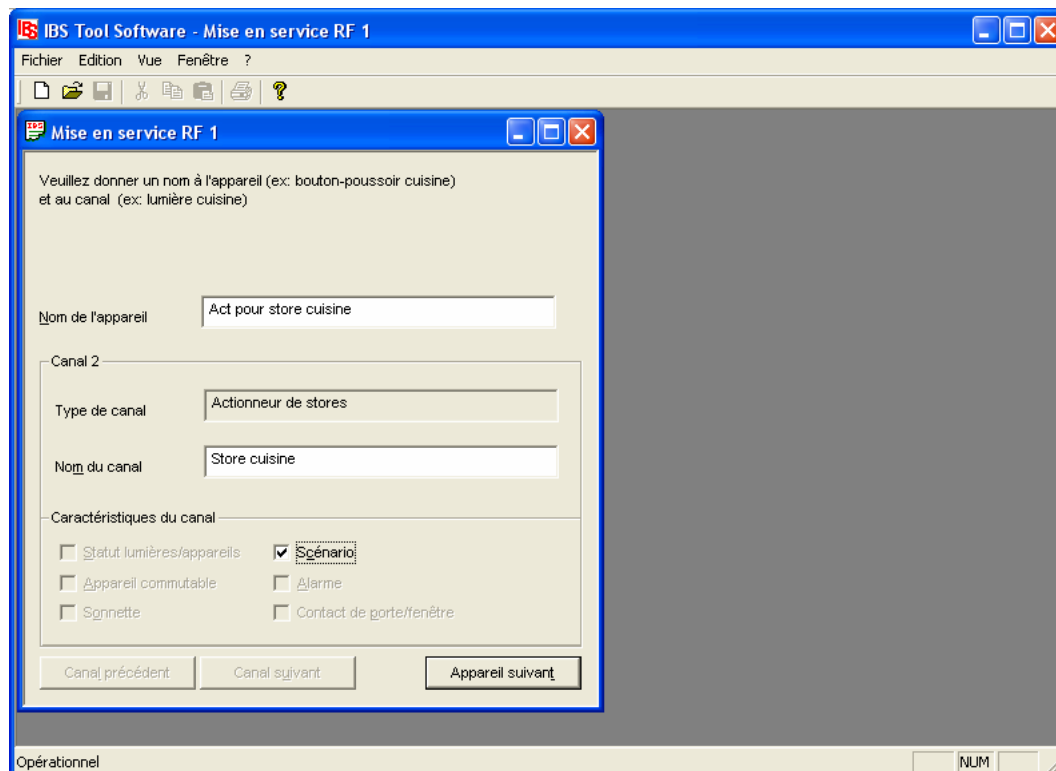 IBS Tool Software - Mise en service RF 1
Fichier Edition Vue Fenêtre ?
Mise en service RF 1
Veuillez donner un nom à l'appareil (ex: bouton-poussoir cuisine)
et au canal (ex: lumière cuisine)
Nom de l'appareil Act pour store cuisine
Canal 2
Type de canal Actionneur de stores
Nom du canal Store cuisine
Caractéristiques du canal
Statut lumières/appareils Scénario
Appareil commutable Alarme
Sonnette Contact de porte/fenêtre
Canal précédent Canal suivant Appareil suivant
Opérationnel NUM